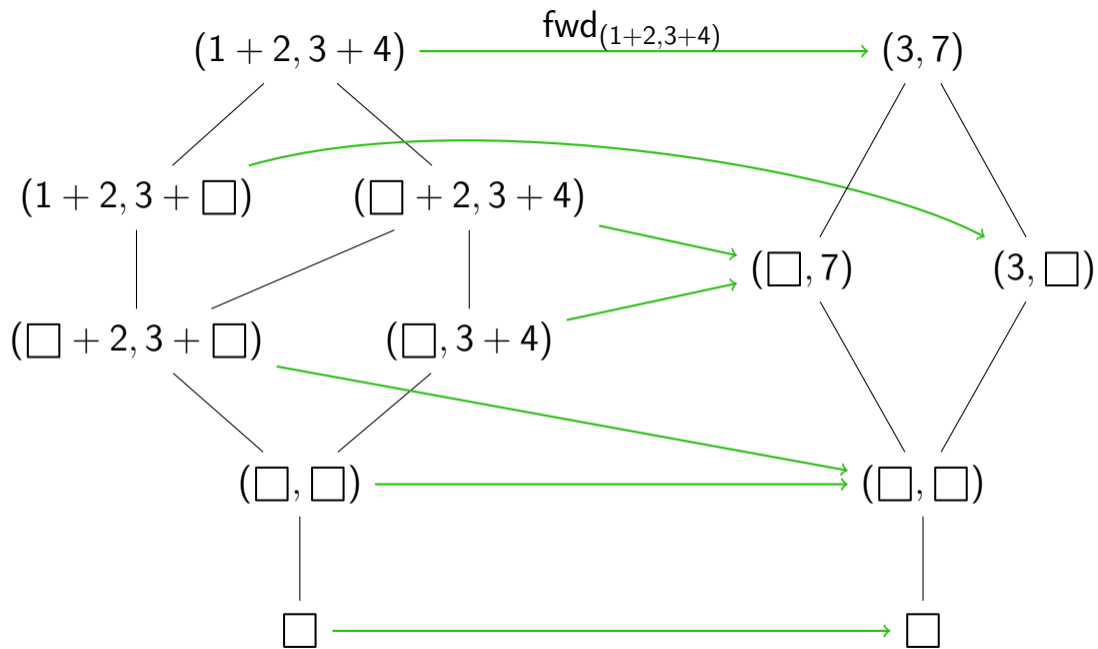 fwd(1+2,3+4)
(1 + 2, 3 + 4)
(3, 7)
(1 + 2, 3 + □)
(□ + 2, 3 + 4)
(□, 7)
(3, □)
(□ + 2, 3 + □)
(□, 3 + 4)
(□, □)
(□, □)
□
□